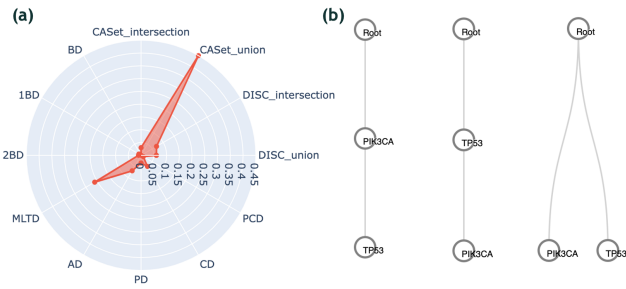 (a)
CASet_intersection
BD
CASet_union
1BD
DISC_intersection
2BD
DISC_union
0
0.05
0.1
0.15
0.2
0.25
0.3
0.35
0.4
0.45
MLTD
PCD
AD
CD
PD
(b)
Root
Root
Root
PIK3CA
TP53
TP53
PIK3CA
PIK3CA
TP53